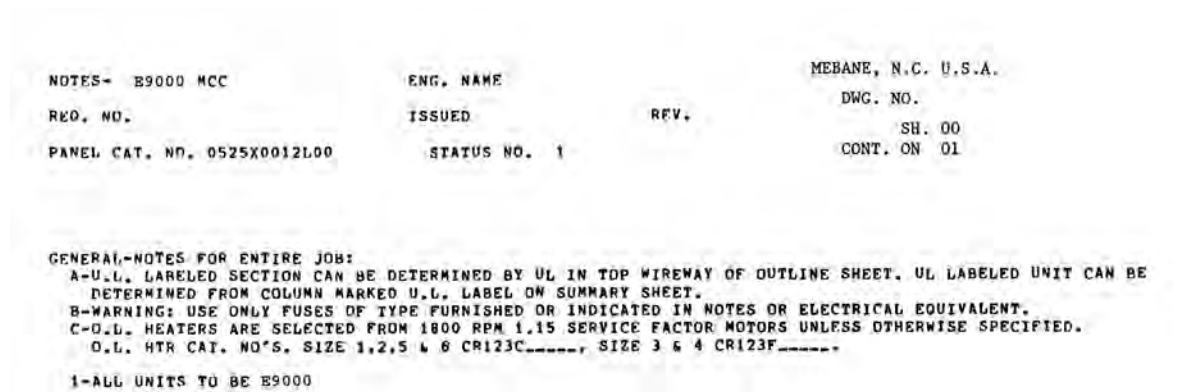 MEBANE, N.C. U.S.A.
NOTES- E9000 MCC ENG. NAME
DWG. NO.
REQ. NO. ISSUED REV.
SH. 00
PANEL CAT. NO. 0525X0012L00 STATUS NO. 1 CONT. ON 01
GENERAL-NOTES FOR ENTIRE JOB:
A-U.L. LABELED SECTION CAN BE DETERMINED BY UL IN TOP WIREWAY OF OUTLINE SHEET. UL LABELED UNIT CAN BE
DETERMINED FROM COLUMN MARKED U.L. LABEL ON SUMMARY SHEET.
B-WARNING: USE ONLY FUSES OF TYPE FURNISHED OR INDICATED IN NOTES OR ELECTRICAL EQUIVALENT.
C-O.L. HEATERS ARE SELECTED FROM 1800 RPM 1.15 SERVICE FACTOR MOTORS UNLESS OTHERWISE SPECIFIED.
O.L. HTR CAT. NO'S. SIZE 1,2,5 & 6 CR123C_____, SIZE 3 & 4 CR123F_____.
1-ALL UNITS TO BE E9000